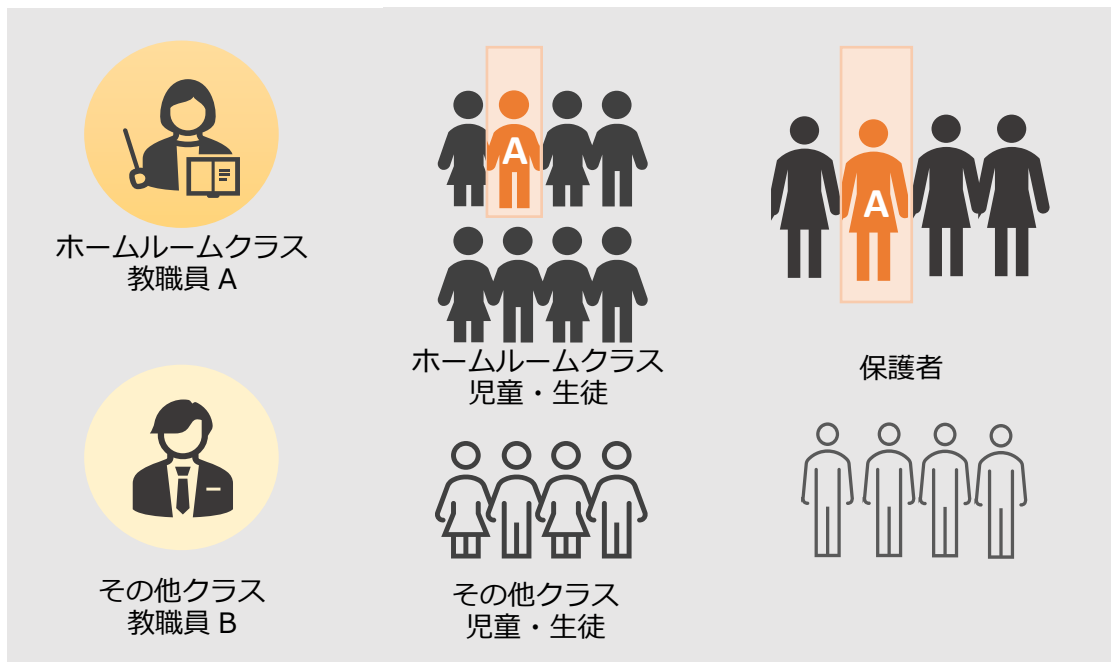 A
A
ホームルームクラス
教職員 A
ホームルームクラス
児童・生徒
保護者
その他クラス
教職員 B
その他クラス
児童・生徒